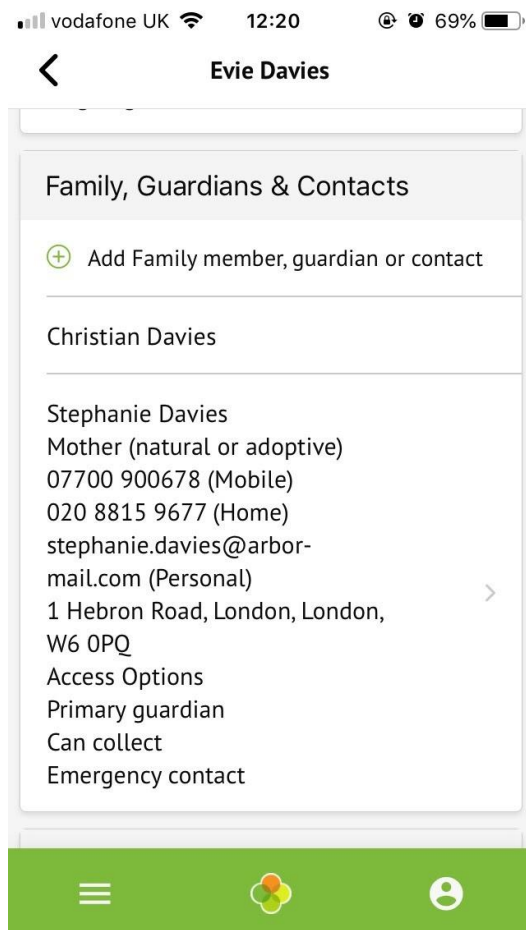 vodafone UK 12:20 69%
Evie Davies
Family, Guardians & Contacts
Add Family member, guardian or contact
Christian Davies
Stephanie Davies
Mother (natural or adoptive)
07700 900678 (Mobile)
020 8815 9677 (Home)
stephanie.davies@arbor-
mail.com (Personal)
1 Hebron Road, London, London,
W6 0PQ
Access Options
Primary guardian
Can collect
Emergency contact